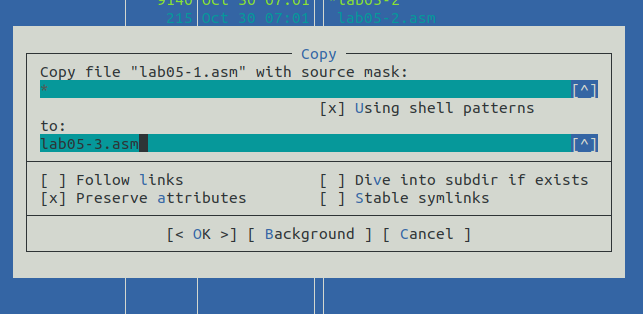 9140 Oct 30 07:01 *lab05-2
215 Oct 30 07:01 lab05-2.asm
Copy
Copy file "lab05-1.asm" with source mask:
* [^]
[x] Using shell patterns
to:
lab05-3.asm [^]
[ ] Follow links [ ] Dive into subdir if exists
[x] Preserve attributes [ ] Stable symlinks
[< OK >] [ Background ] [ Cancel ]